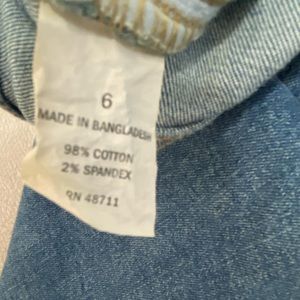 6
MADE IN BANGLADESH
98% COTTON
2% SPANDEX
RN 48711